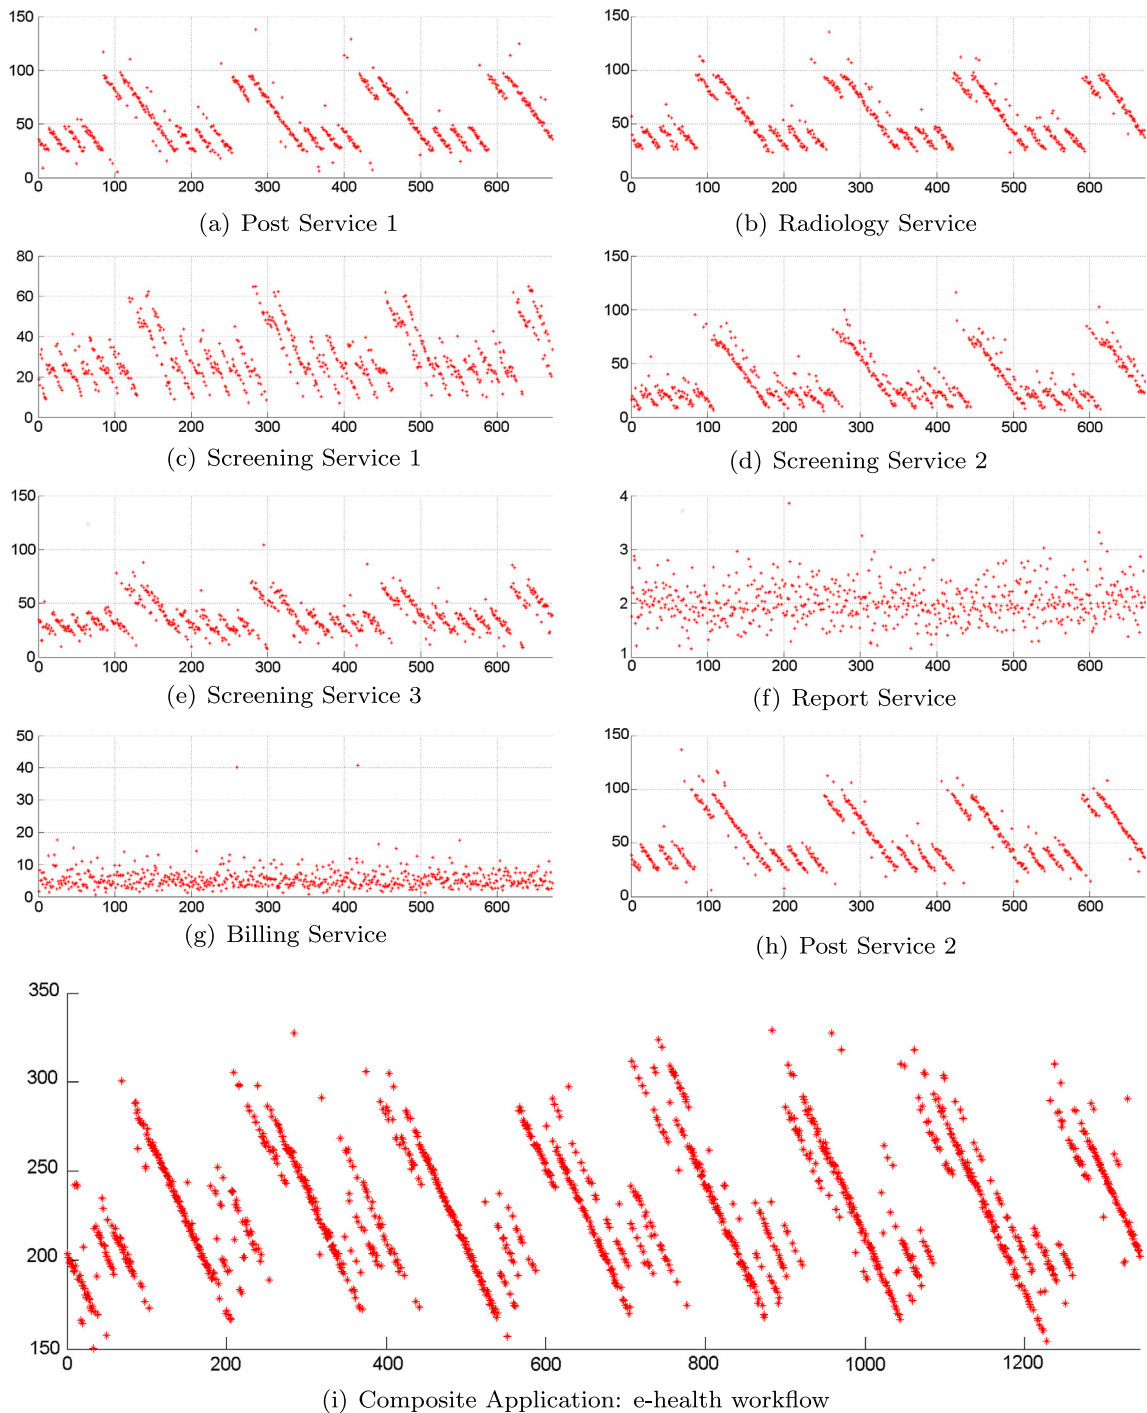 150
100
50
0
0 100 200 300 400 500 600
(a) Post Service 1
150
100
50
0
0 100 200 300 400 500 600
(b) Radiology Service
80
60
40
20
0
0 100 200 300 400 500 600
(c) Screening Service 1
150
100
50
0
0 100 200 300 400 500 600
(d) Screening Service 2
150
100
50
0
0 100 200 300 400 500 600
(e) Screening Service 3
4
3
2
1
0 100 200 300 400 500 600
(f) Report Service
50
40
30
20
10
0
0 100 200 300 400 500 600
(g) Billing Service
150
100
50
0
0 100 200 300 400 500 600
(h) Post Service 2
350
300
250
200
150
0 200 400 600 800 1000 1200
(i) Composite Application: e-health workflow